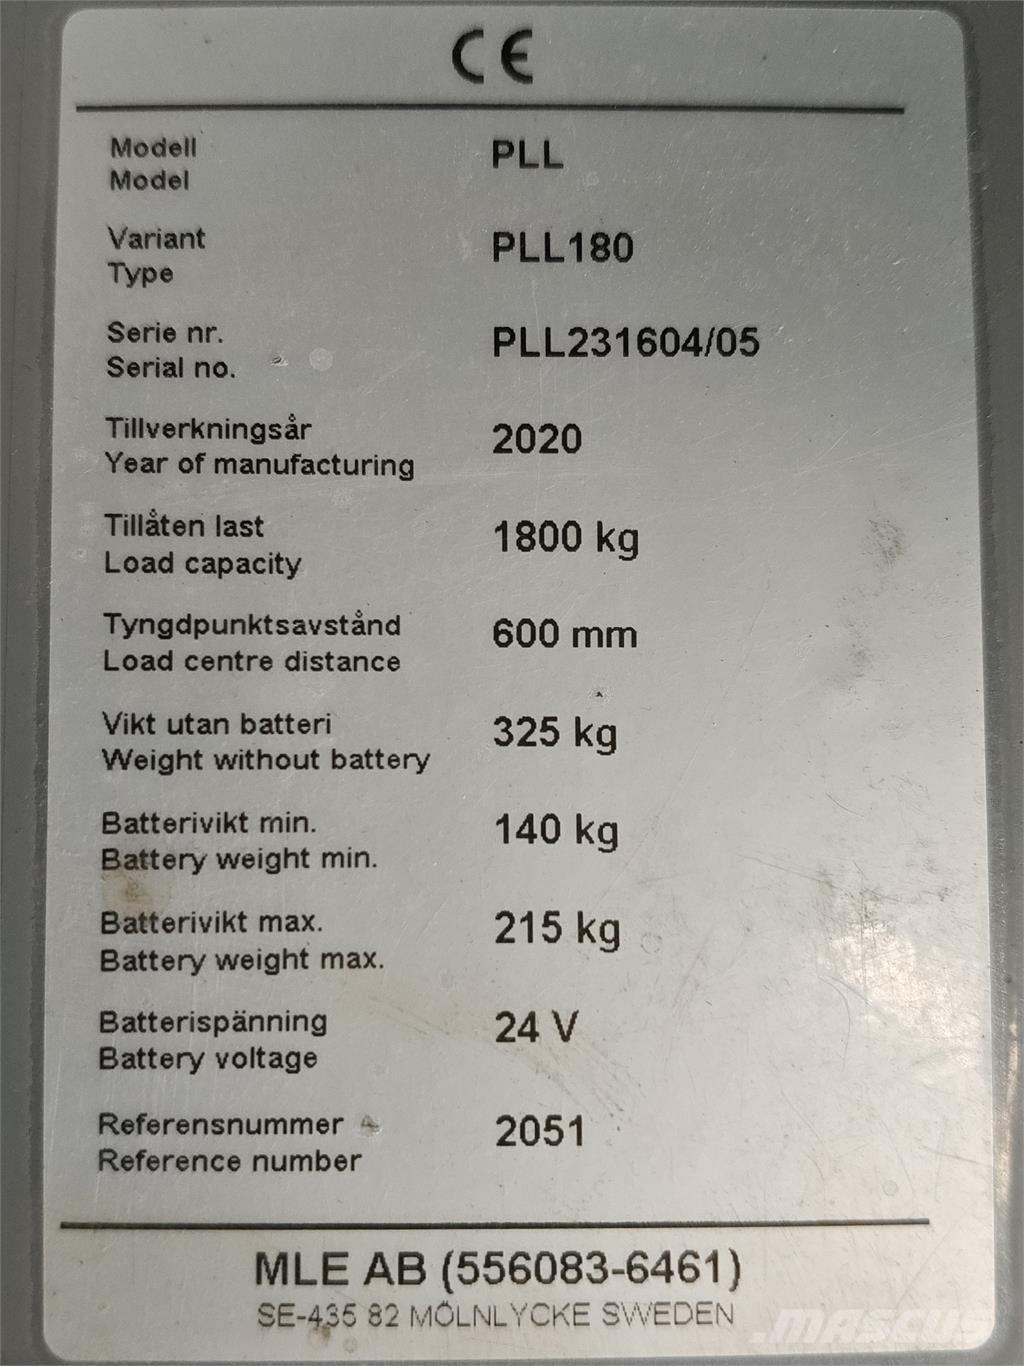 CE
Modell
Model
PLL
Variant
Type
PLL180
Serie nr.
Serial no.
PLL231604/05
Tillverkningsår
Year of manufacturing
2020
Tillåten last
Load capacity
1800 kg
Tyngdpunktsavstånd
Load centre distance
600 mm
Vikt utan batteri
Weight without battery
325 kg
Batterivikt min.
Battery weight min.
140 kg
Batterivikt max.
Battery weight max.
215 kg
Batterispänning
Battery voltage
24 V
Referensnummer
Reference number
2051
MLE AB (556083-6461)
SE-435 82 MÖLNLYCKE SWEDEN
.MASCUS